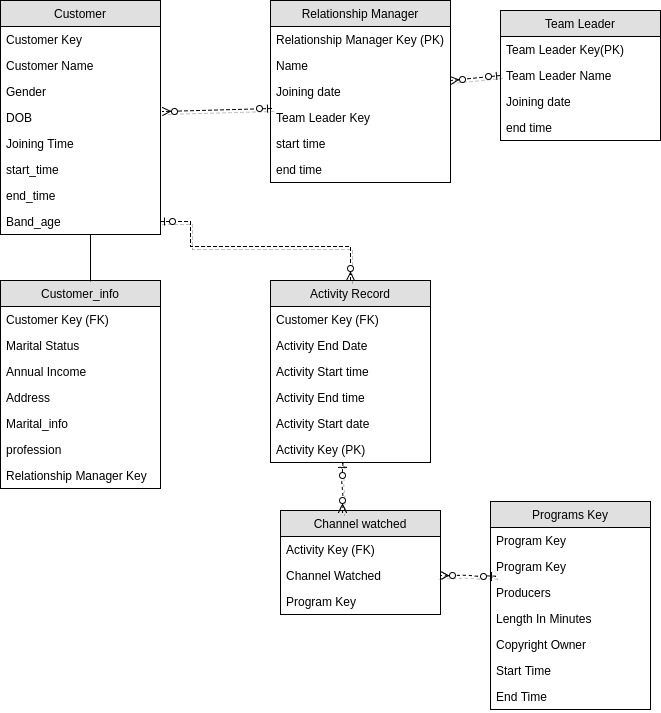 Customer
Customer Key
Customer Name
Gender
DOB
Joining Time
start_time
end_time
Band_age
Relationship Manager
Relationship Manager Key (PK)
Name
Joining date
Team Leader Key
start time
end time
Team Leader
Team Leader Key(PK)
Team Leader Name
Joining date
end time
Customer_info
Customer Key (FK)
Marital Status
Annual Income
Address
Marital_info
profession
Relationship Manager Key
Activity Record
Customer Key (FK)
Activity End Date
Activity Start time
Activity End time
Activity Start date
Activity Key (PK)
Channel watched
Activity Key (FK)
Channel Watched
Program Key
Programs Key
Program Key
Program Key
Producers
Length In Minutes
Copyright Owner
Start Time
End Time